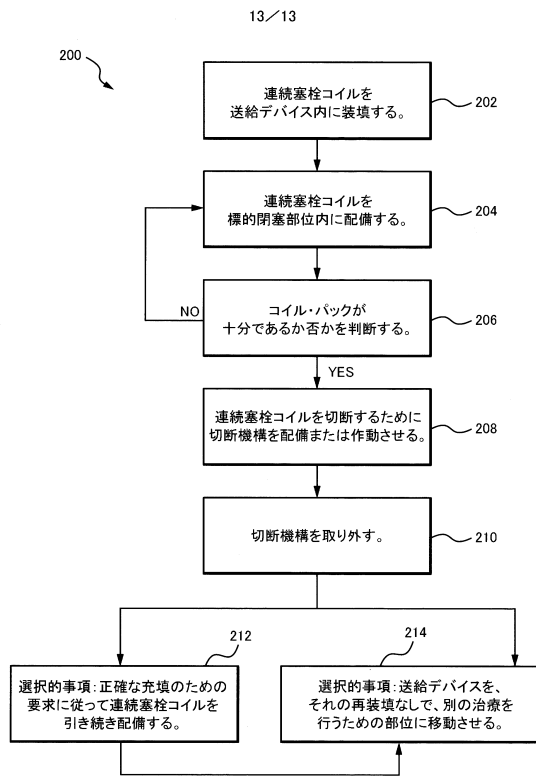 13/13
200
連続塞栓コイルを
送給デバイス内に装填する。
202
連続塞栓コイルを
標的閉塞部位内に配備する。
204
NO
コイル・パックが
十分であるか否かを判断する。
206
YES
連続塞栓コイルを切断するために
切断機構を配備または作動させる。
208
切断機構を取り外す。
210
212
選択的事項:正確な充填のための
要求に従って連続塞栓コイルを
引き続き配備する。
214
選択的事項:送給デバイスを、
それの再装填なしで、別の治療を
行うための部位に移動させる。